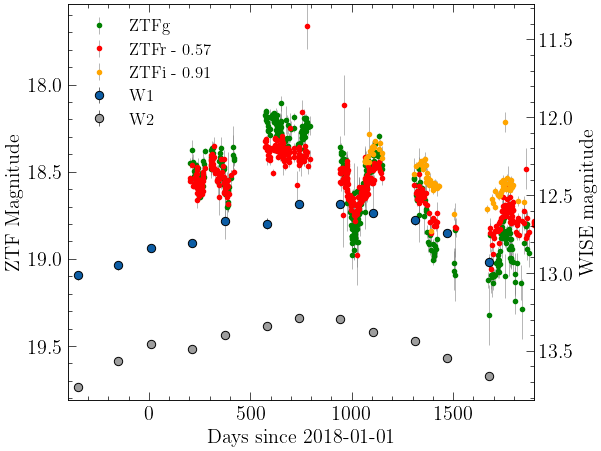 ZTFg
ZTFr - 0.57
ZTFi - 0.91
W1
W2
18.0
18.5
19.0
19.5
ZTF Magnitude
11.5
12.0
12.5
13.0
13.5
WISE magnitude
0
500
1000
1500
Days since 2018-01-01